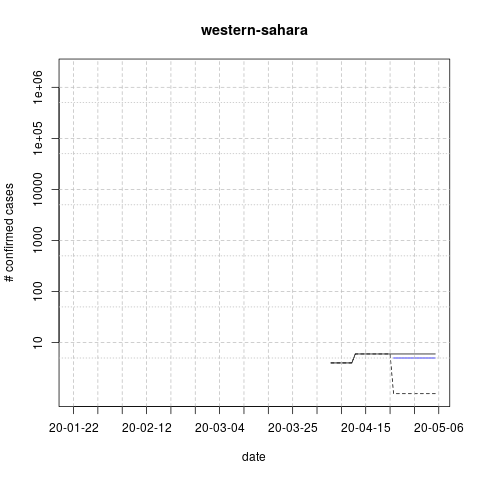 western-sahara
# confirmed cases
1e+06
1e+05
10000
1000
100
10
20-01-22
20-02-12
20-03-04
20-03-25
20-04-15
20-05-06
date